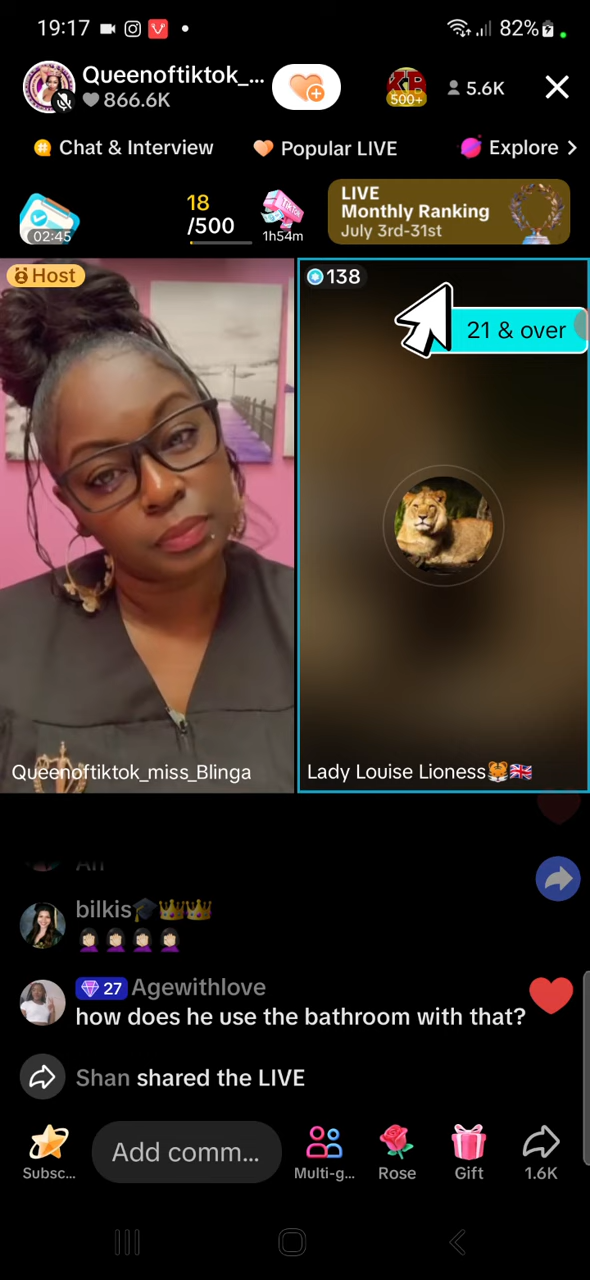 19:17
82%
Queenoftiktok_...
866.6K
500+
5.6K
Chat & Interview
Popular LIVE
Explore
02:45
18
/500
TIKTOK
1h54m
LIVE
Monthly Ranking
July 3rd-31st
Host
138
21 & over
Queenoftiktok_miss_Blinga
Lady Louise Lioness🐯🇬🇧
bilkis🎓👑👑
🤦🏻‍♀️🤦🏻‍♀️🤦🏻‍♀️🤦🏻‍♀️
27 Agewithlove
how does he use the bathroom with that?
Shan shared the LIVE
Add comm...
Subsc...
Multi-g...
Rose
Gift
1.6K